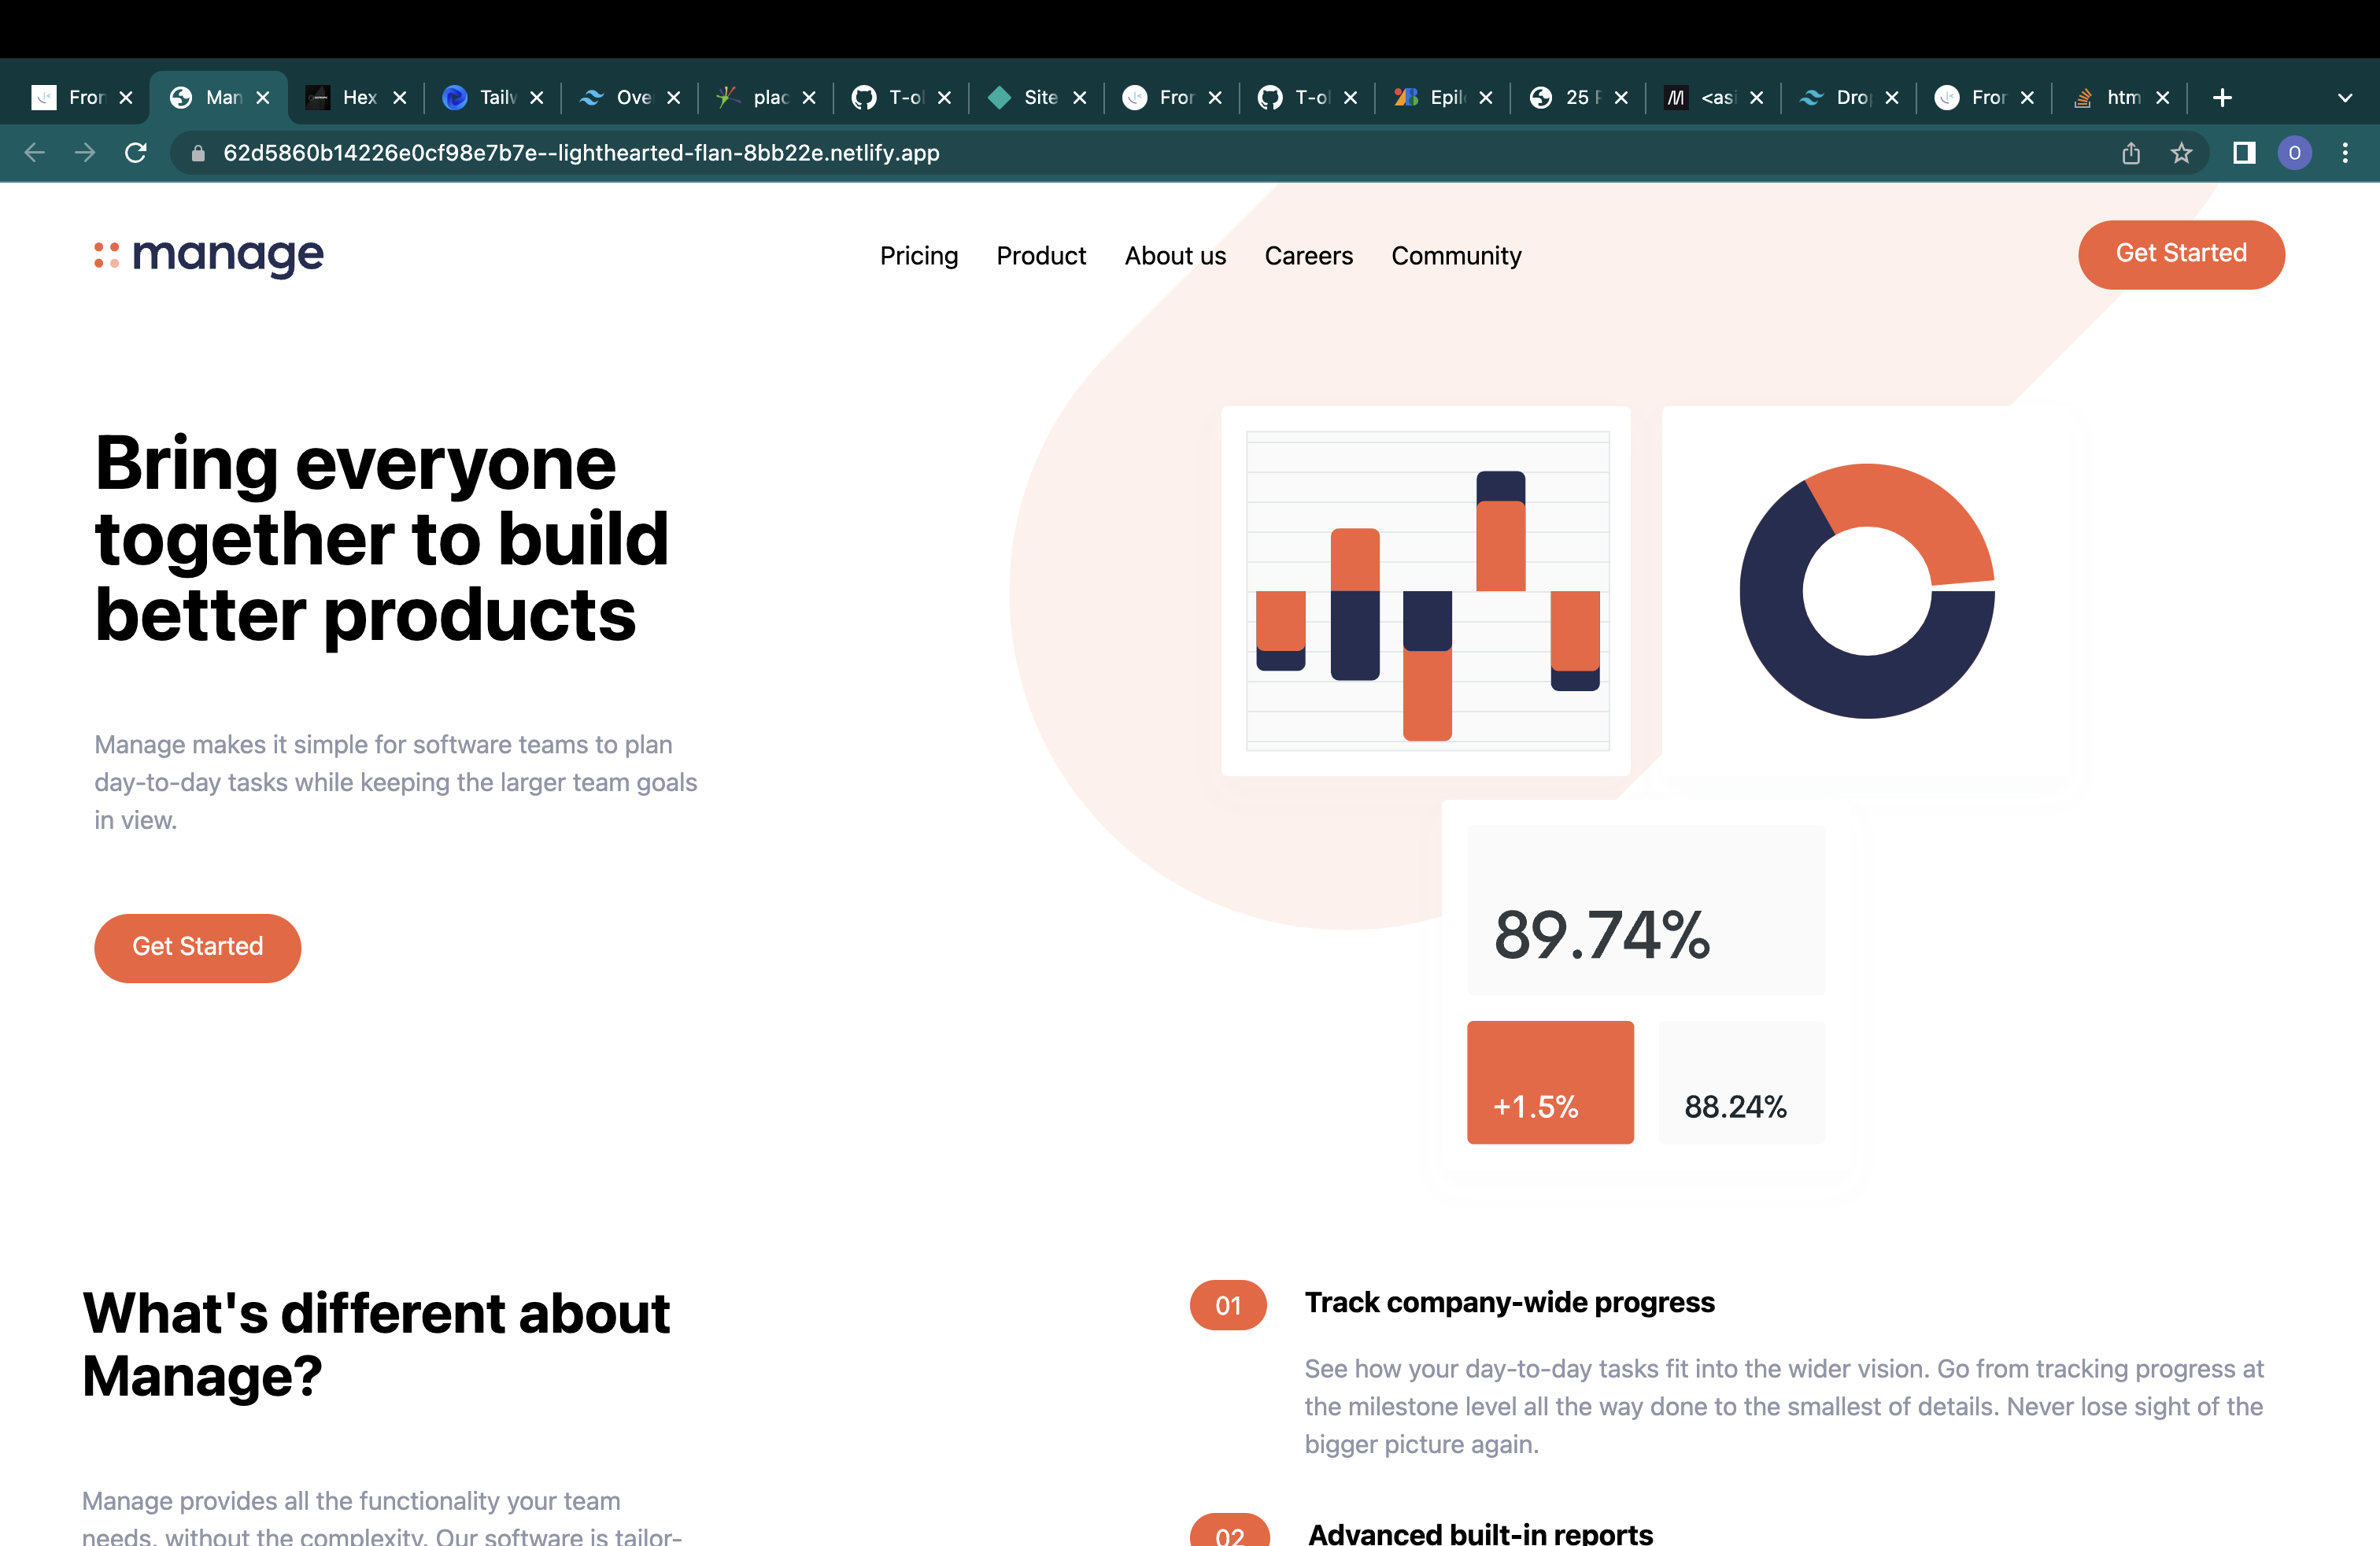 Fron
Man
Hex
Tailw
Ove
plac
T-ol
Site
Fron
T-ol
Epil
25 F
<asi
Drop
Fron
htm
62d5860b14226e0cf98e7b7e--lighthearted-flan-8bb22e.netlify.app
O
manage
Pricing Product About us Careers Community
Get Started
Bring everyone
together to build
better products
Manage makes it simple for software teams to plan
day-to-day tasks while keeping the larger team goals
in view.
Get Started
89.74%
+1.5%
88.24%
What's different about
Manage?
Manage provides all the functionality your team
needs, without the complexity. Our software is tailor-
01
Track company-wide progress
See how your day-to-day tasks fit into the wider vision. Go from tracking progress at
the milestone level all the way done to the smallest of details. Never lose sight of the
bigger picture again.
02
Advanced built-in reports